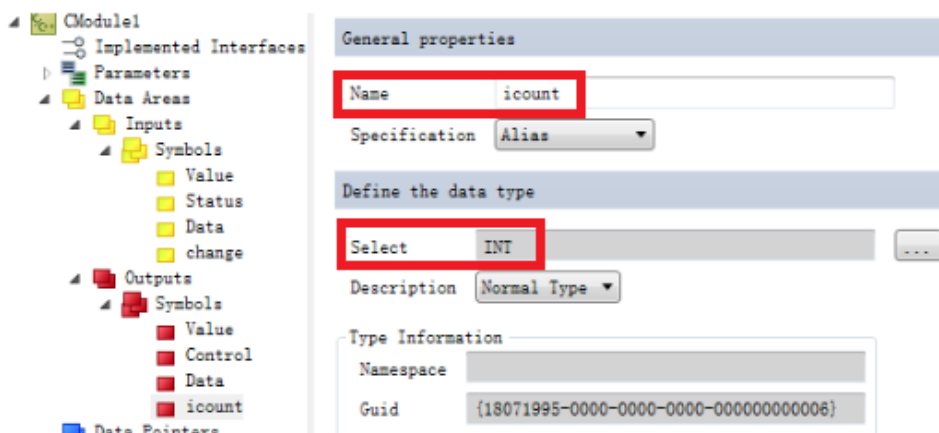 CModule1
Implemented Interfaces
Parameters
Data Areas
Inputs
Symbols
Value
Status
Data
change
Outputs
Symbols
Value
Control
Data
icount
Data Pointers
General properties
Name icount
Specification Alias
Define the data type
Select INT ...
Description Normal Type
Type Information
Namespace
Guid {18071995-0000-0000-0000-000000000006}